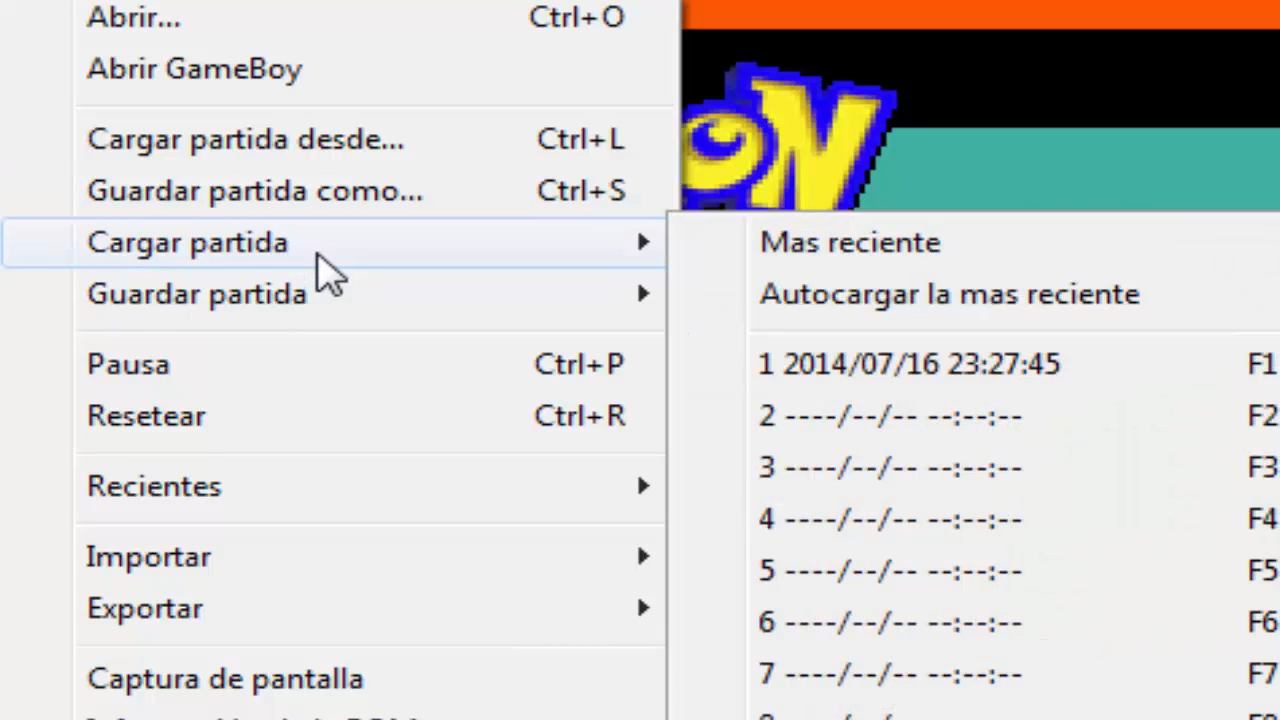 Abrir... Ctrl+O
Abrir GameBoy
Cargar partida desde... Ctrl+L
Guardar partida como... Ctrl+S
Cargar partida
Guardar partida
Pausa Ctrl+P
Resetear Ctrl+R
Recientes
Importar
Exportar
Captura de pantalla
Mas reciente
Autocargar la mas reciente
1 2014/07/16 23:27:45 F1
2 ----/--/-- --:--:-- F2
3 ----/--/-- --:--:-- F3
4 ----/--/-- --:--:-- F4
5 ----/--/-- --:--:-- F5
6 ----/--/-- --:--:-- F6
7 ----/--/-- --:--:-- F7